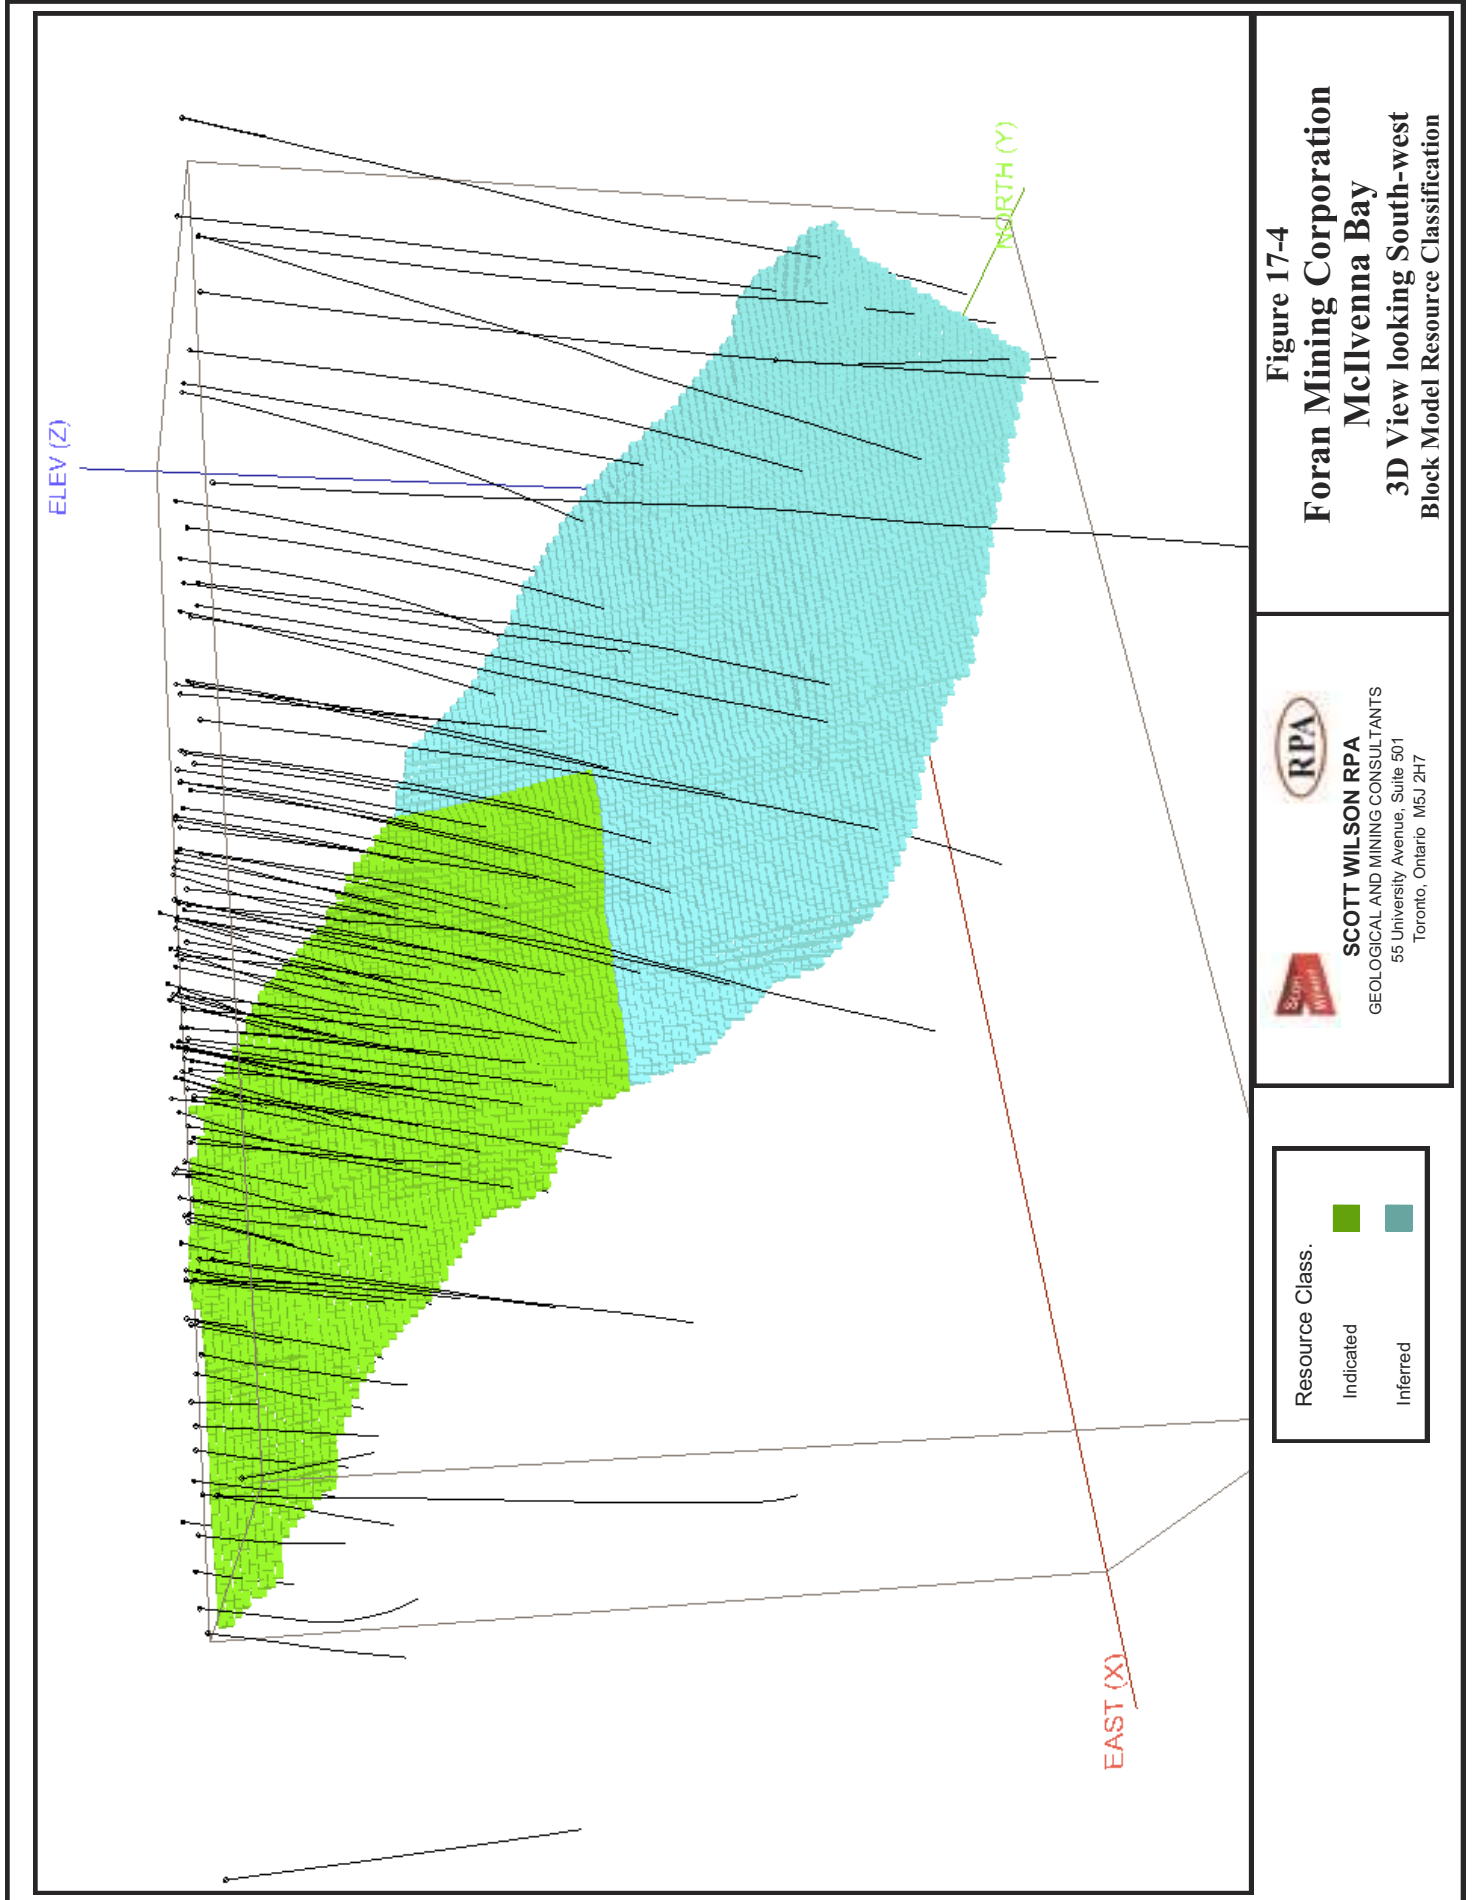 ELEV (Z)
NORTH (Y)
EAST (X)
Resource Class.
Indicated
Inferred
Scott
Wilson
RPA
SCOTT WILSON RPA
GEOLOGICAL AND MINING CONSULTANTS
55 University Avenue, Suite 501
Toronto, Ontario M5J 2H7
Figure 17-4
Foran Mining Corporation
McIlvenna Bay
3D View looking South-west
Block Model Resource Classification